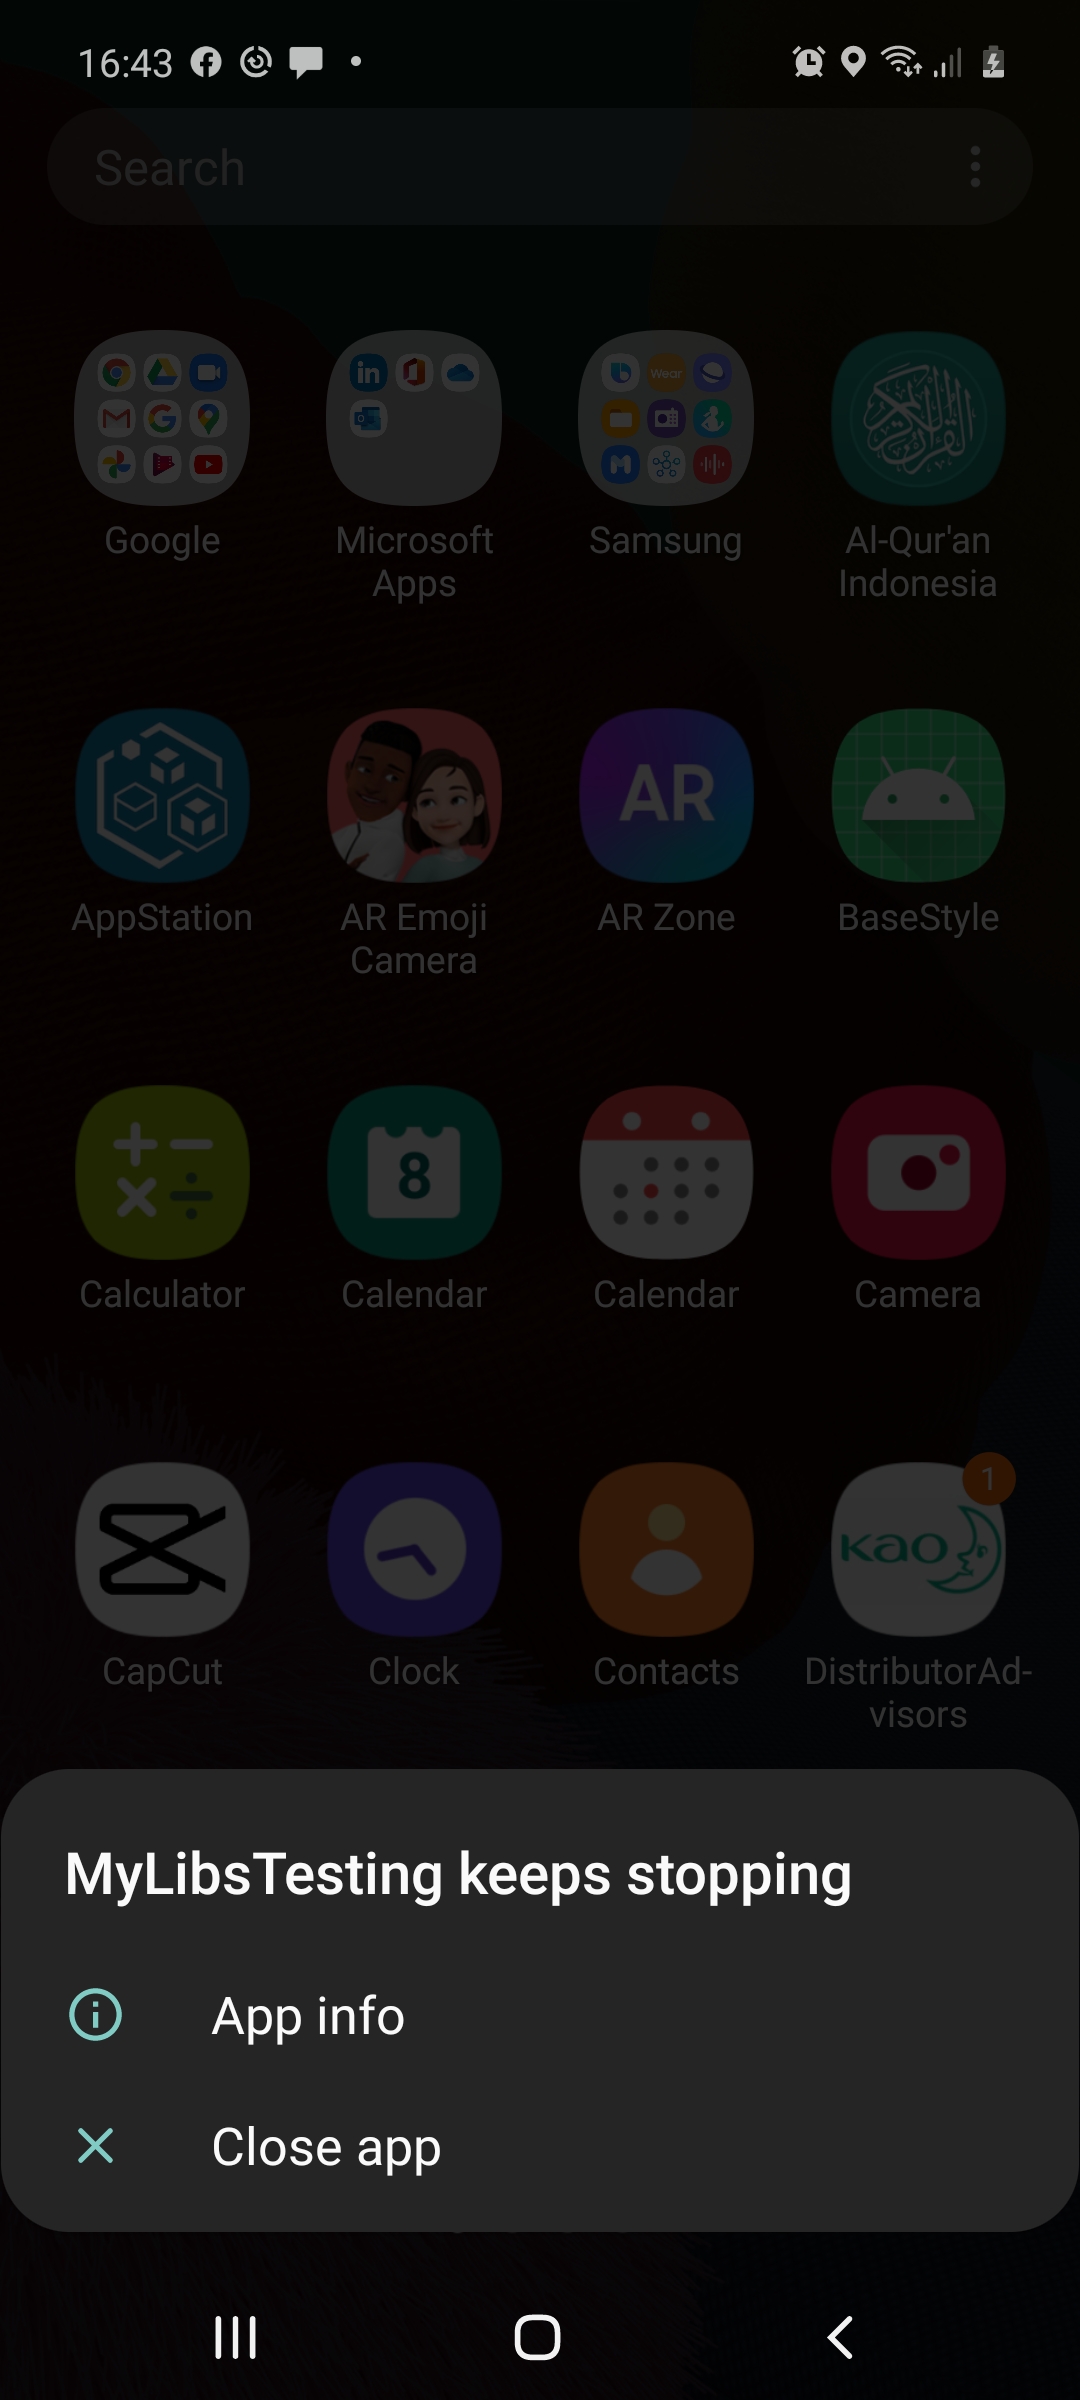 16:43
Search
Wear
Google
Microsoft
Apps
Samsung
Al-Qur'an
Indonesia
AR
AppStation
AR Emoji
Camera
AR Zone
BaseStyle
8
Calculator
Calendar
Calendar
Camera
1
Kao
CapCut
Clock
Contacts
DistributorAd-
visors
MyLibsTesting keeps stopping
App info
Close app